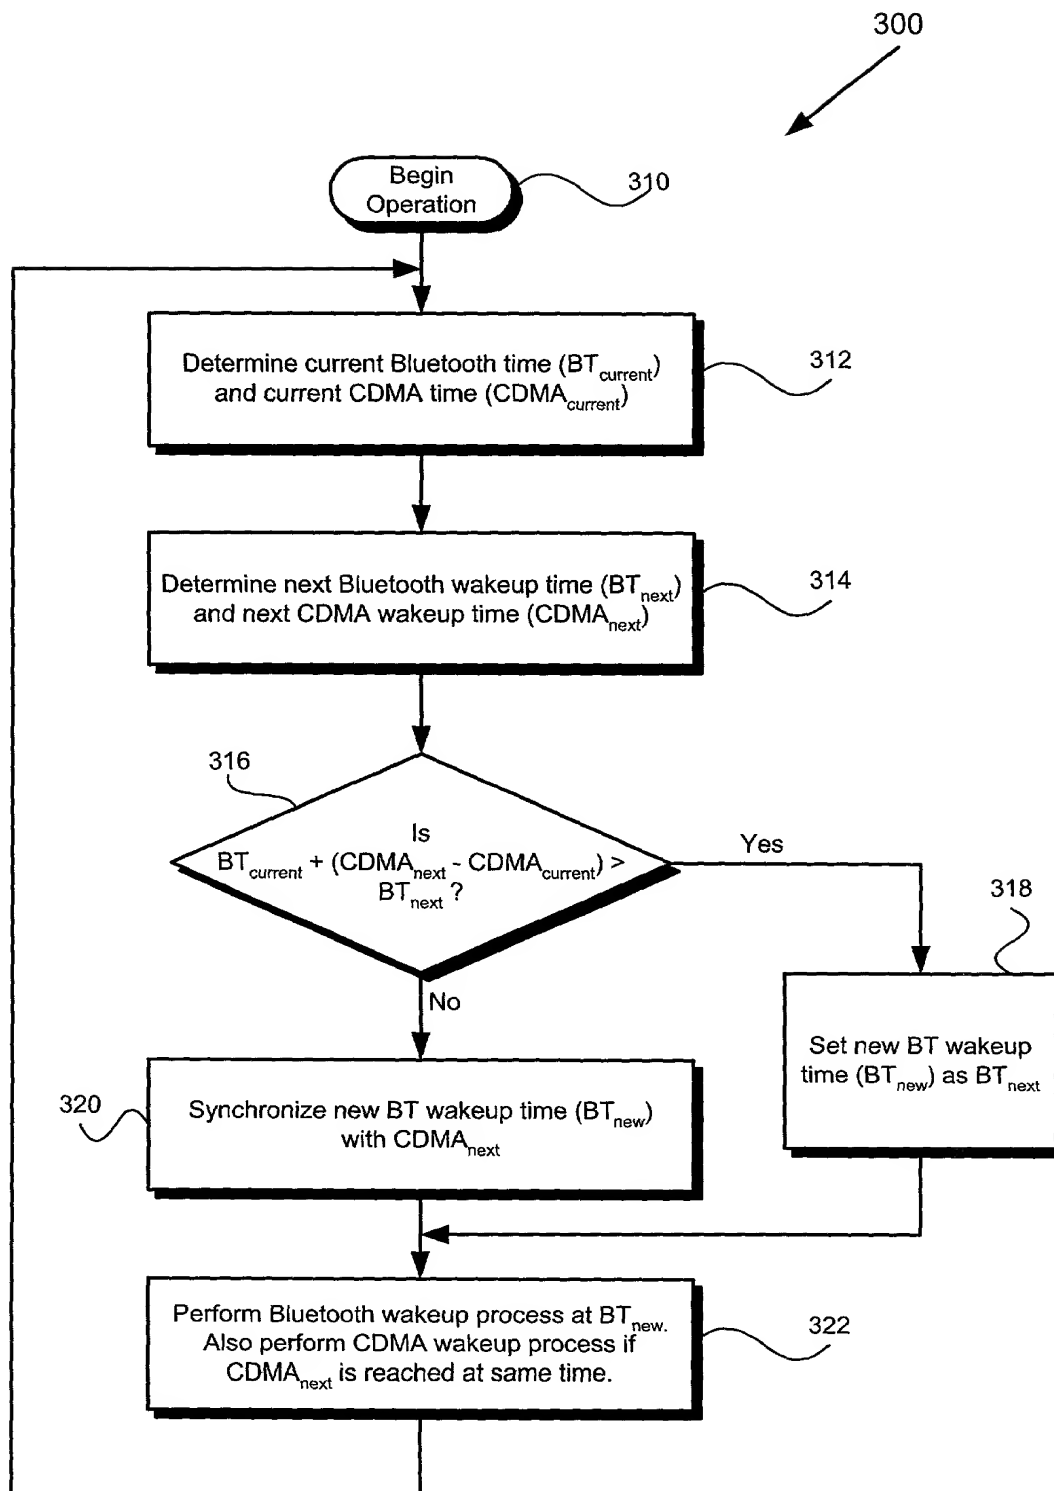 300
Begin
Operation
310
Determine current Bluetooth time (BTcurrent)
and current CDMA time (CDMAcurrent)
312
Determine next Bluetooth wakeup time (BTnext)
and next CDMA wakeup time (CDMAnext)
314
316
Is
BTcurrent + (CDMAnext - CDMAcurrent) >
BTnext ?
Yes
No
318
Set new BT wakeup
time (BTnew) as BTnext
320
Synchronize new BT wakeup time (BTnew)
with CDMAnext
Perform Bluetooth wakeup process at BTnew.
Also perform CDMA wakeup process if
CDMAnext is reached at same time.
322